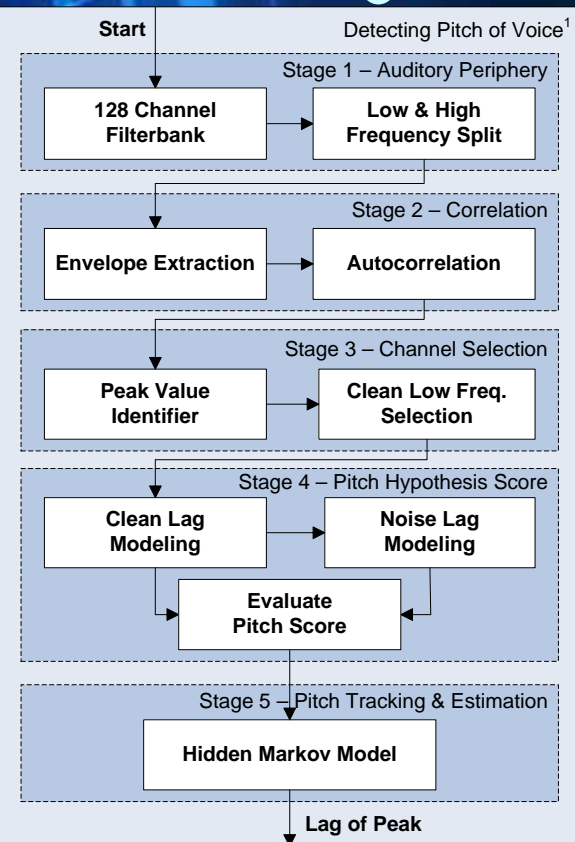 Start
Detecting Pitch of Voice1
Stage 1 – Auditory Periphery
128 Channel
Filterbank
Low & High
Frequency Split
Stage 2 – Correlation
Envelope Extraction
Autocorrelation
Stage 3 – Channel Selection
Peak Value
Identifier
Clean Low Freq.
Selection
Stage 4 – Pitch Hypothesis Score
Clean Lag
Modeling
Noise Lag
Modeling
Evaluate
Pitch Score
Stage 5 - Pitch Tracking & Estimation
Hidden Markov Model
Lag of Peak